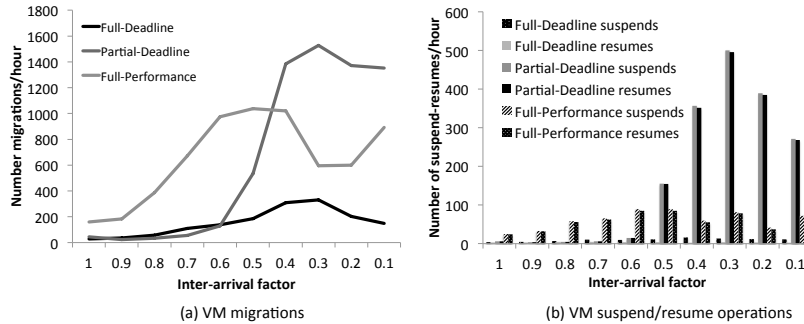 1800
1600
1400
1200
1000
800
600
400
200
0
Number migrations/hour
Full-Deadline
Partial-Deadline
Full-Performance
1 0.9 0.8 0.7 0.6 0.5 0.4 0.3 0.2 0.1
Inter-arrival factor
(a) VM migrations
600
500
400
300
200
100
0
Number of suspend-resumes/hour
Full-Deadline suspends
Full-Deadline resumes
Partial-Deadline suspends
Partial-Deadline resumes
Full-Performance suspends
Full-Performance resumes
1 0.9 0.8 0.7 0.6 0.5 0.4 0.3 0.2 0.1
Inter-arrival factor
(b) VM suspend/resume operations